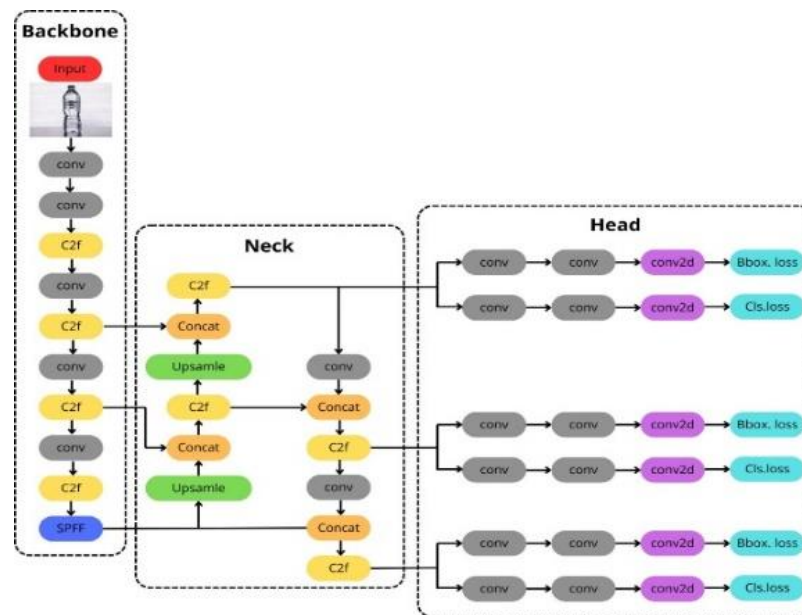 Backbone
Input
conv
conv
C2f
conv
C2f
conv
C2f
conv
C2f
SPFF
Neck
C2f
Concat
Upsamle
C2f
Concat
Upsamle
conv
Concat
C2f
conv
Concat
C2f
Head
conv conv conv2d Bbox. loss
conv conv conv2d Cls.loss
conv conv conv2d Bbox. loss
conv conv conv2d Cls.loss
conv conv conv2d Bbox. loss
conv conv conv2d Cls.loss